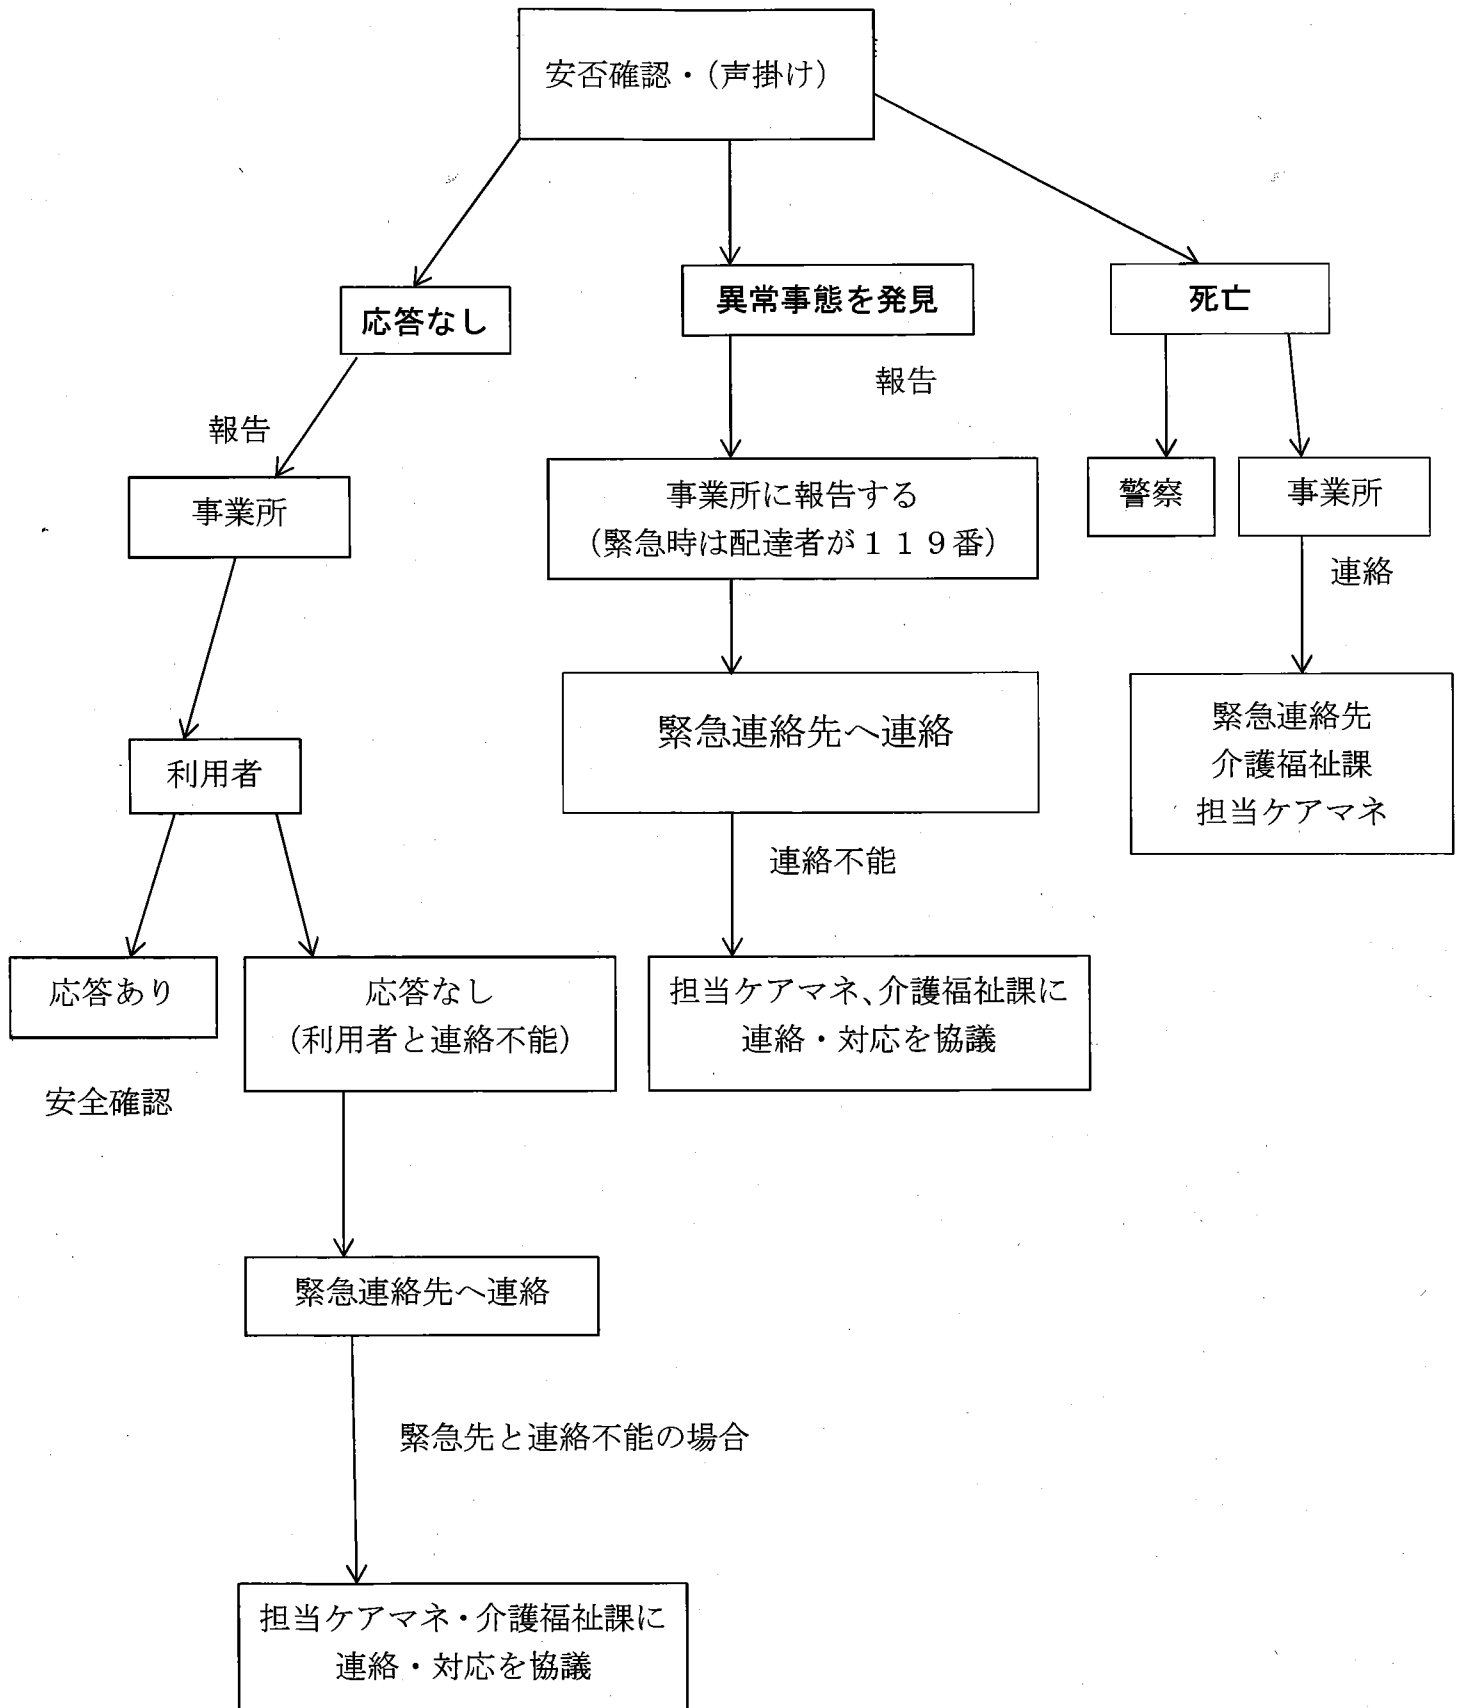 安否確認・（声掛け）
応答なし
異常事態を発見
死亡
報告
報告
事業所
事業所に報告する
（緊急時は配達者が１１９番）
警察
事業所
連絡
利用者
緊急連絡先へ連絡
緊急連絡先
介護福祉課
担当ケアマネ
連絡不能
応答あり
応答なし
（利用者と連絡不能）
担当ケアマネ、介護福祉課に
連絡・対応を協議
安全確認
緊急連絡先へ連絡
緊急先と連絡不能の場合
担当ケアマネ・介護福祉課に
連絡・対応を協議